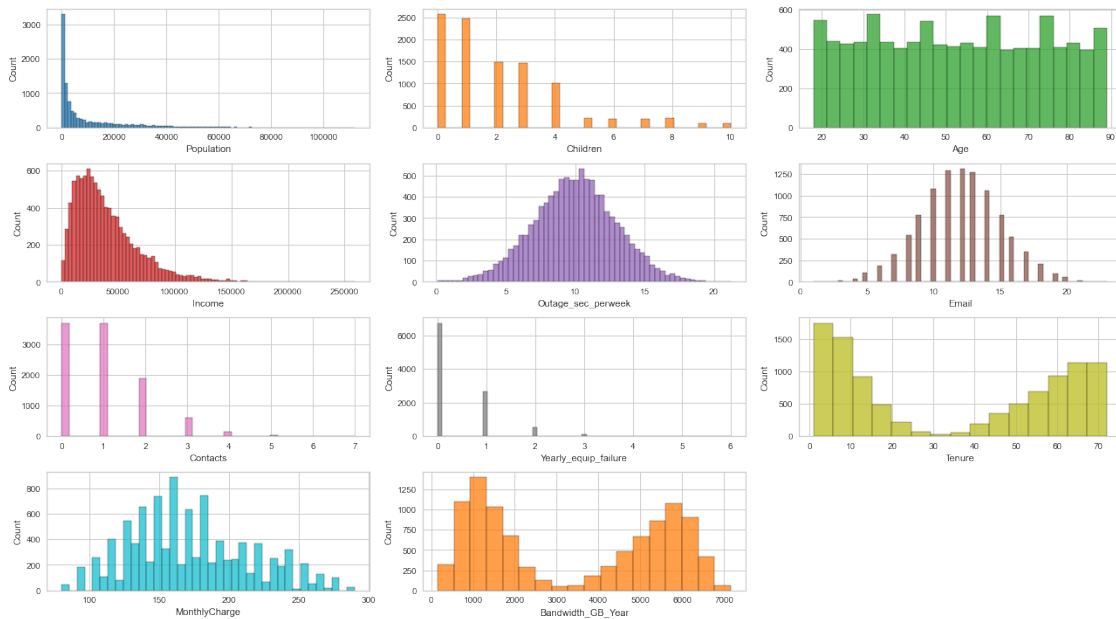 Count
3000
2000
1000
0
0 20000 40000 60000 80000 100000
Population
Count
2500
2000
1500
1000
500
0
0 2 4 6 8 10
Children
Count
600
400
200
0
20 30 40 50 60 70 80 90
Age
Count
600
400
200
0
0 50000 100000 150000 200000 250000
Income
Count
500
400
300
200
100
0
0 5 10 15 20
Outage_sec_perweek
Count
1250
1000
750
500
250
0
0 5 10 15 20
Email
Count
3000
2000
1000
0
0 1 2 3 4 5 6 7
Contacts
Count
6000
4000
2000
0
0 1 2 3 4 5 6
Yearly_equip_failure
Count
1500
1000
500
0
0 10 20 30 40 50 60 70
Tenure
Count
800
600
400
200
0
100 150 200 250 300
MonthlyCharge
Count
1250
1000
750
500
250
0
0 1000 2000 3000 4000 5000 6000 7000
Bandwidth_GB_Year